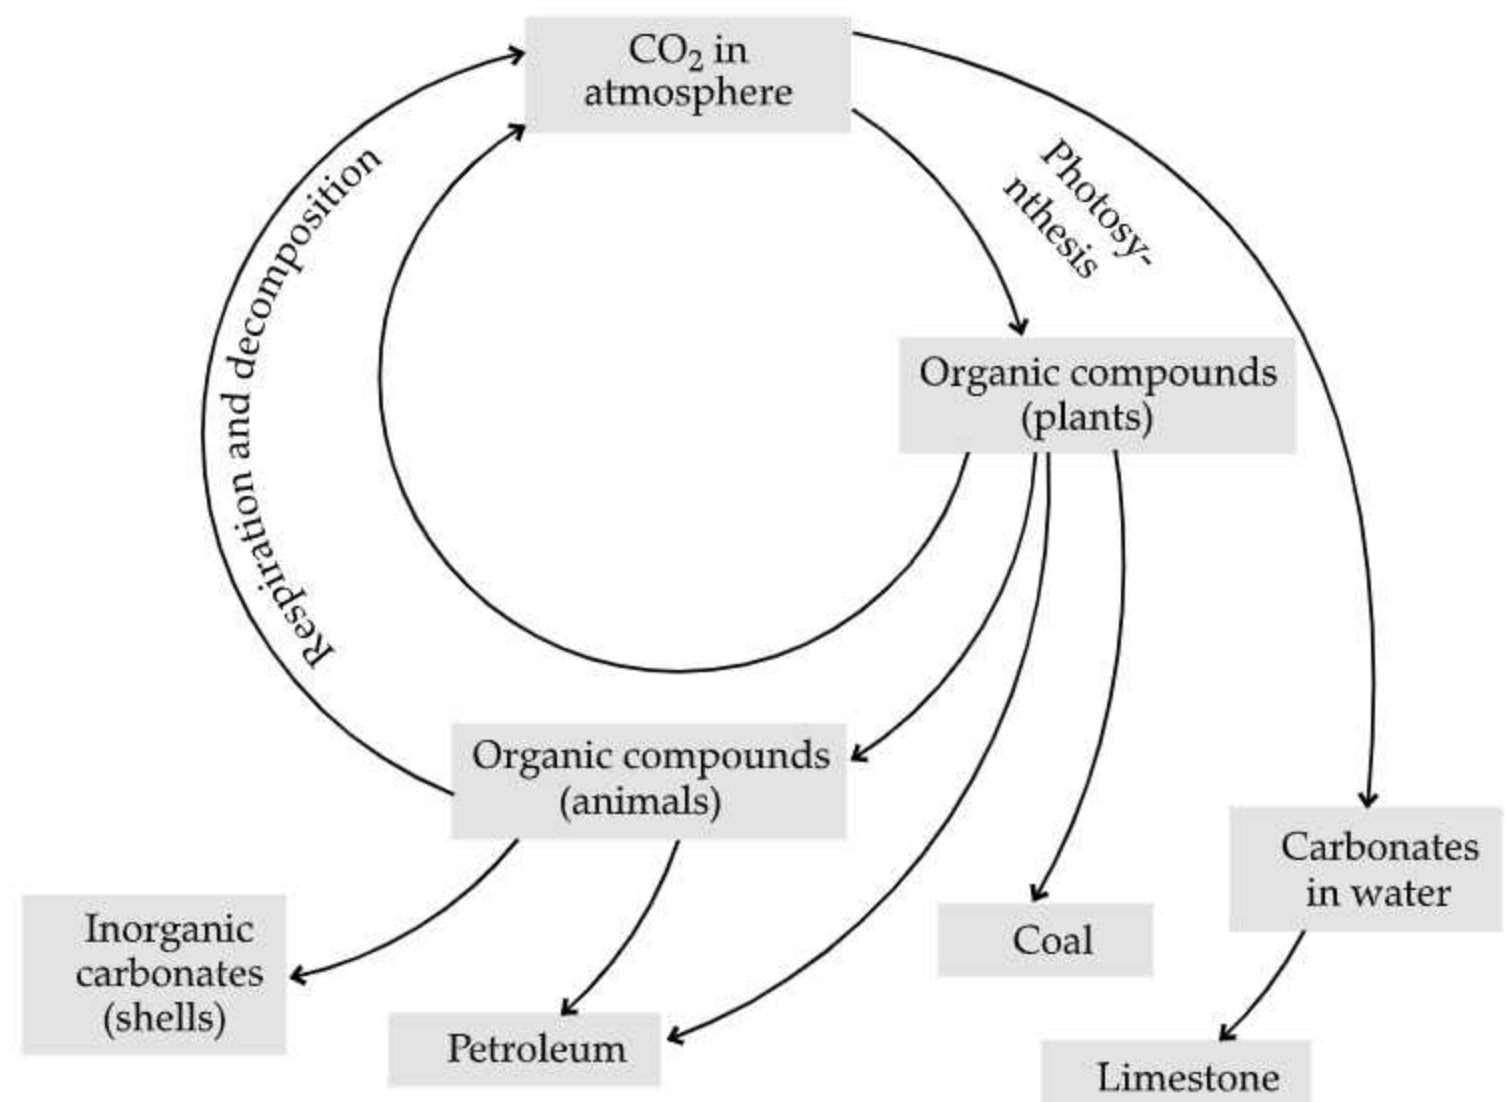 CO₂ in
atmosphere
Photosy-
nthesis
Respiration and decomposition
Organic compounds
(plants)
Organic compounds
(animals)
Carbonates
in water
Inorganic
carbonates
(shells)
Coal
Petroleum
Limestone